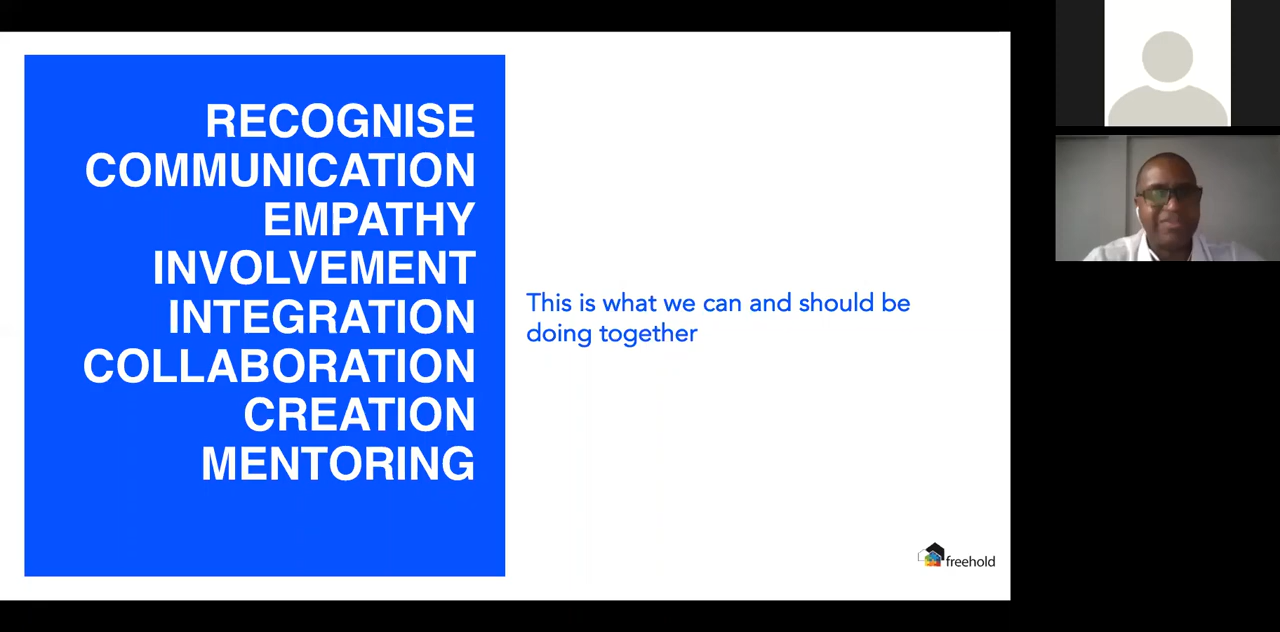 RECOGNISE
COMMUNICATION
EMPATHY
INVOLVEMENT
INTEGRATION
COLLABORATION
CREATION
MENTORING
This is what we can and should be
doing together
freehold